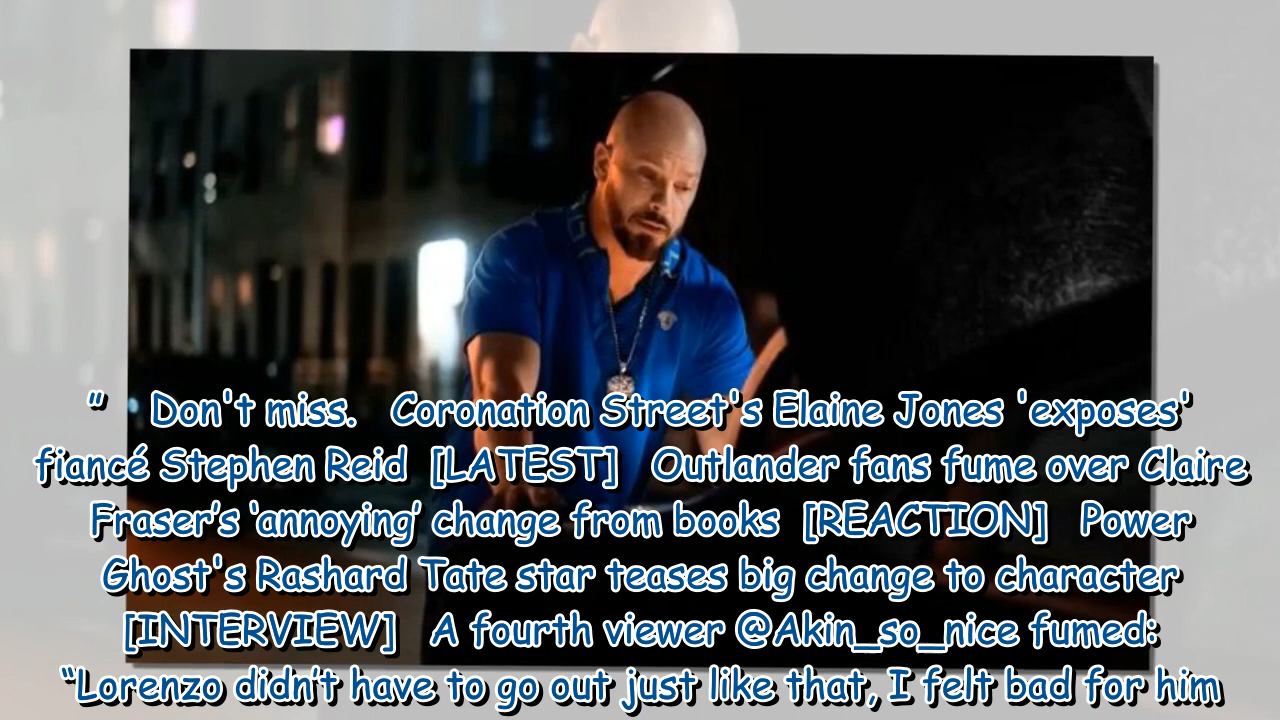 ” Don't miss. Coronation Street's Elaine Jones 'exposes'
fiancé Stephen Reid [LATEST] Outlander fans fume over Claire
Fraser’s ‘annoying’ change from books [REACTION] Power
Ghost's Rashard Tate star teases big change to character
[INTERVIEW] A fourth viewer @Akin_so_nice fumed:
“Lorenzo didn’t have to go out just like that, I felt bad for him